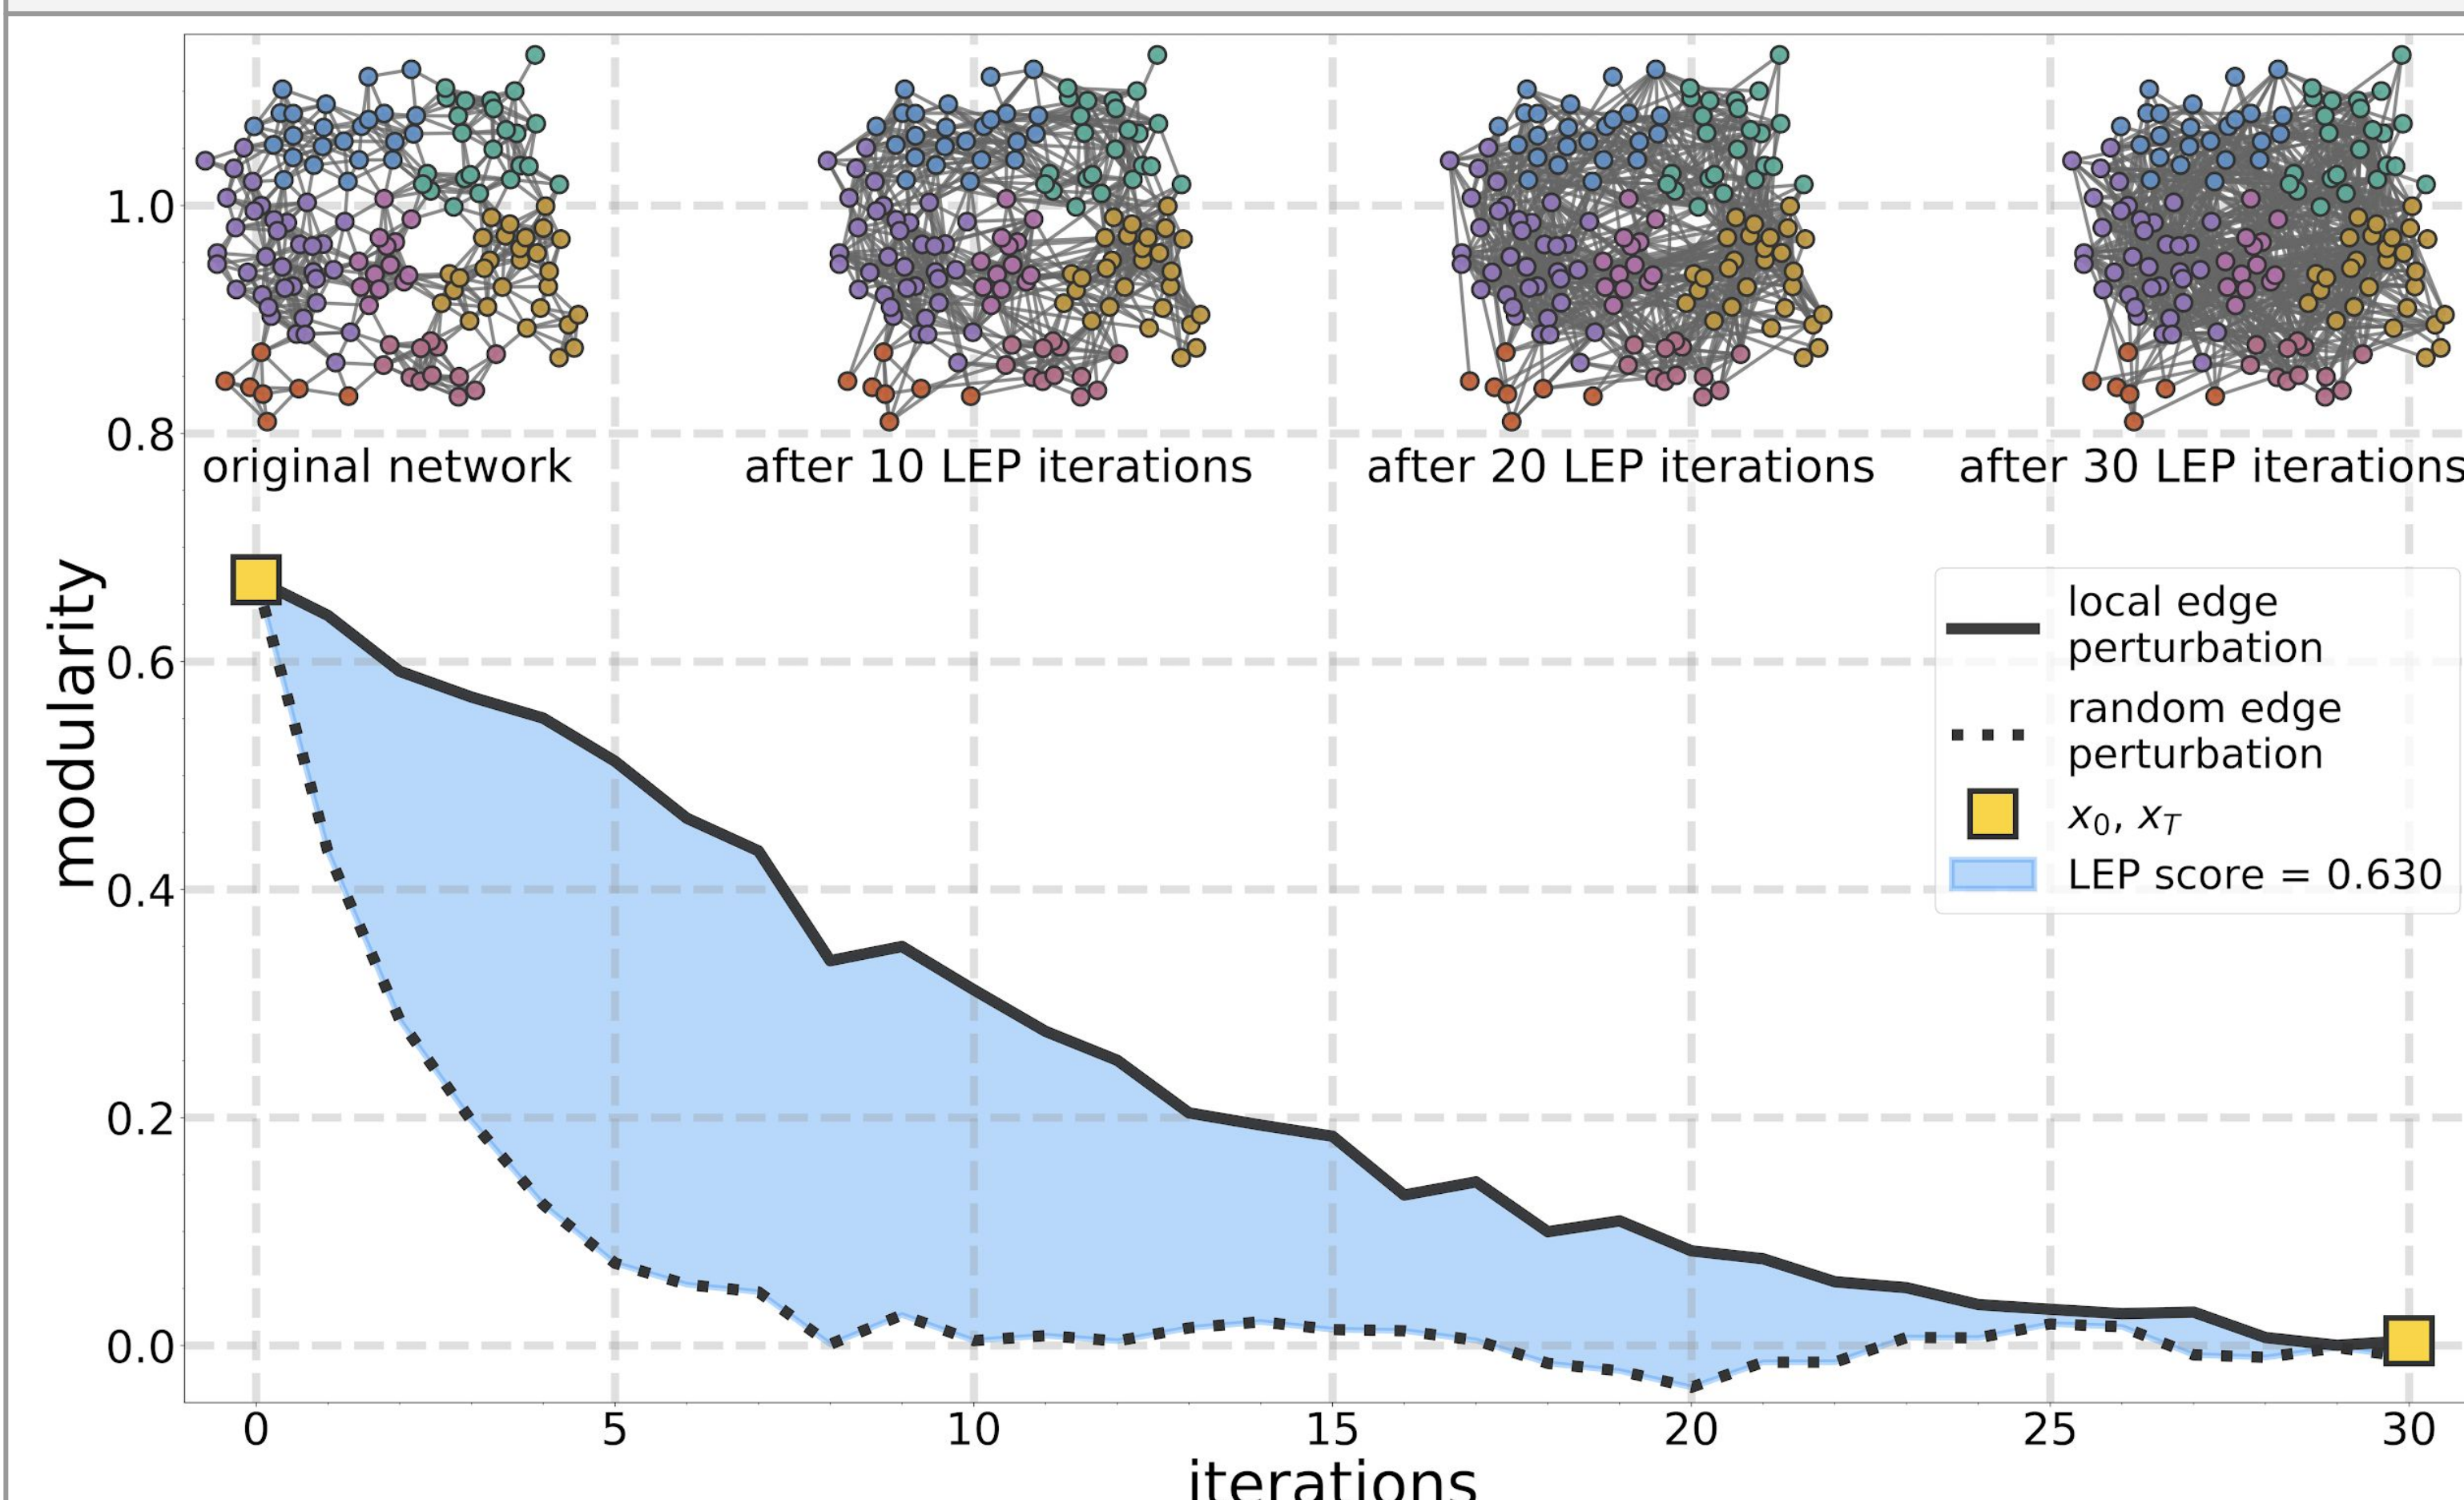 original network
after 10 LEP iterations
after 20 LEP iterations
after 30 LEP iterations
modularity
1.0
0.8
0.6
0.4
0.2
0.0
local edge
perturbation
random edge
perturbation
x₀, x_T
LEP score = 0.630
0 5 10 15 20 25 30
iterations